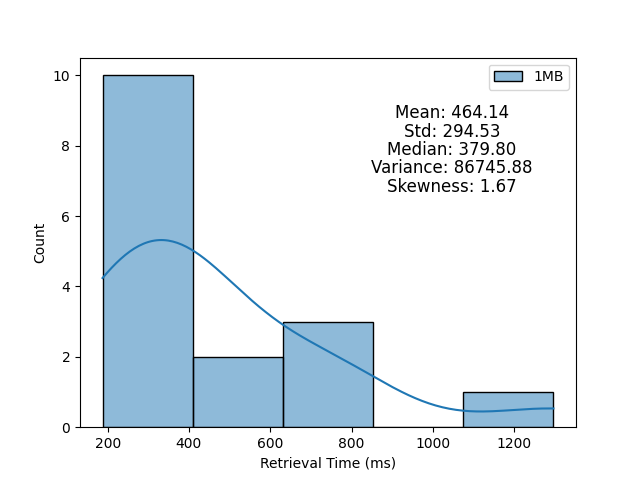 1MB
Mean: 464.14
Std: 294.53
Median: 379.80
Variance: 86745.88
Skewness: 1.67
Count
10
8
6
4
2
0
200 400 600 800 1000 1200
Retrieval Time (ms)